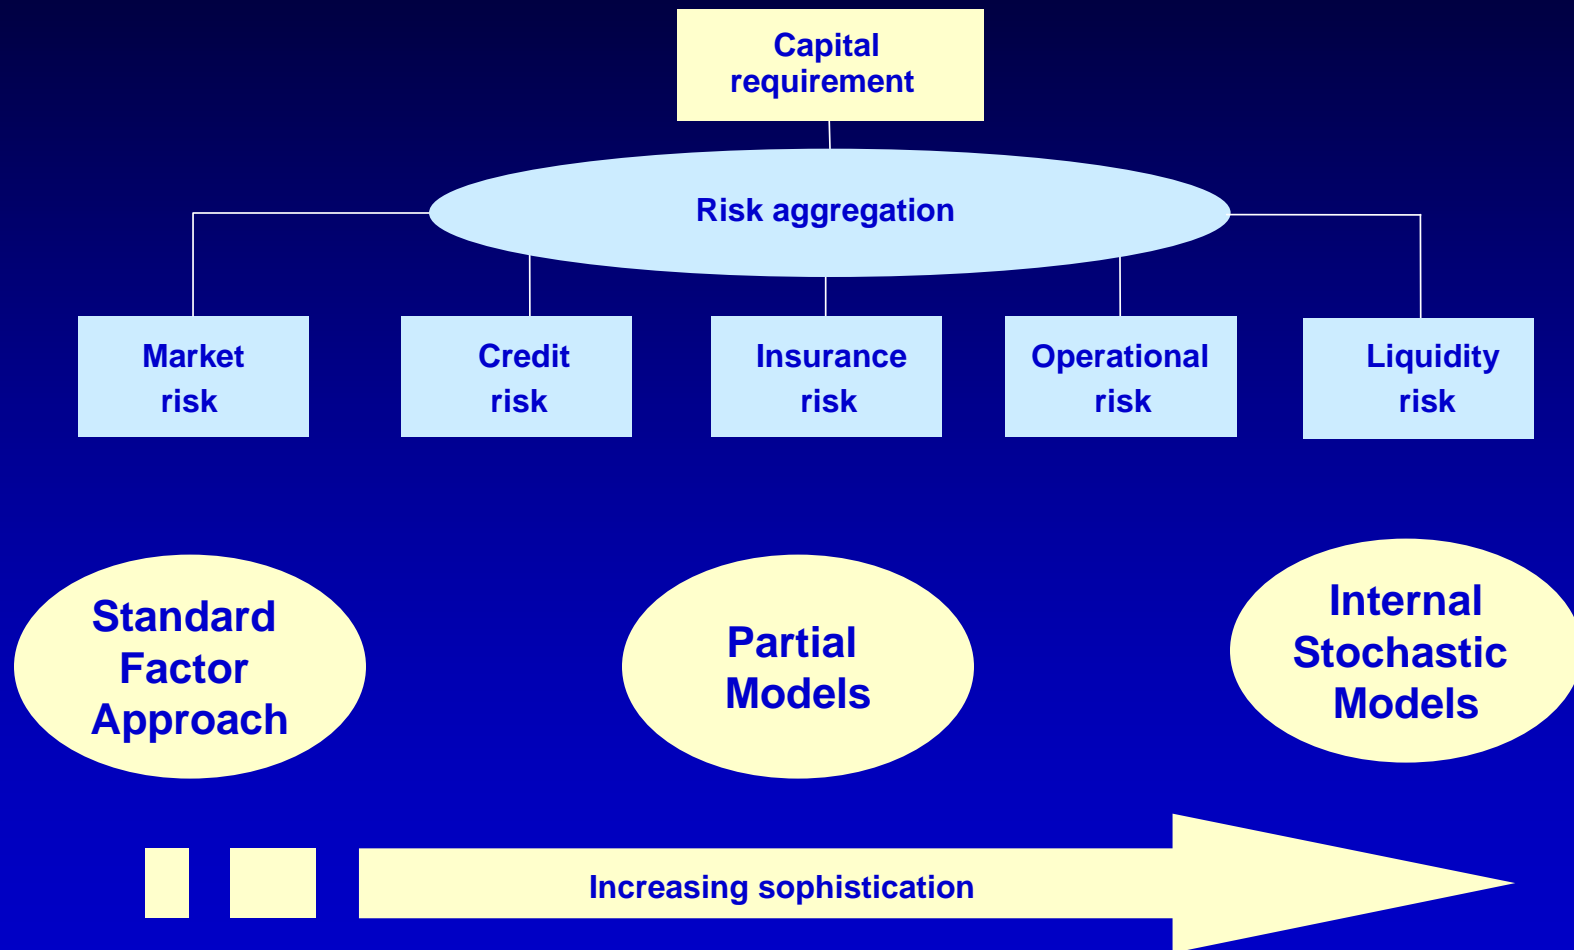 Capital
requirement
Risk aggregation
Market
risk
Credit
risk
Insurance
risk
Operational
risk
Liquidity
risk
Standard
Factor
Approach
Partial
Models
Internal
Stochastic
Models
Increasing sophistication